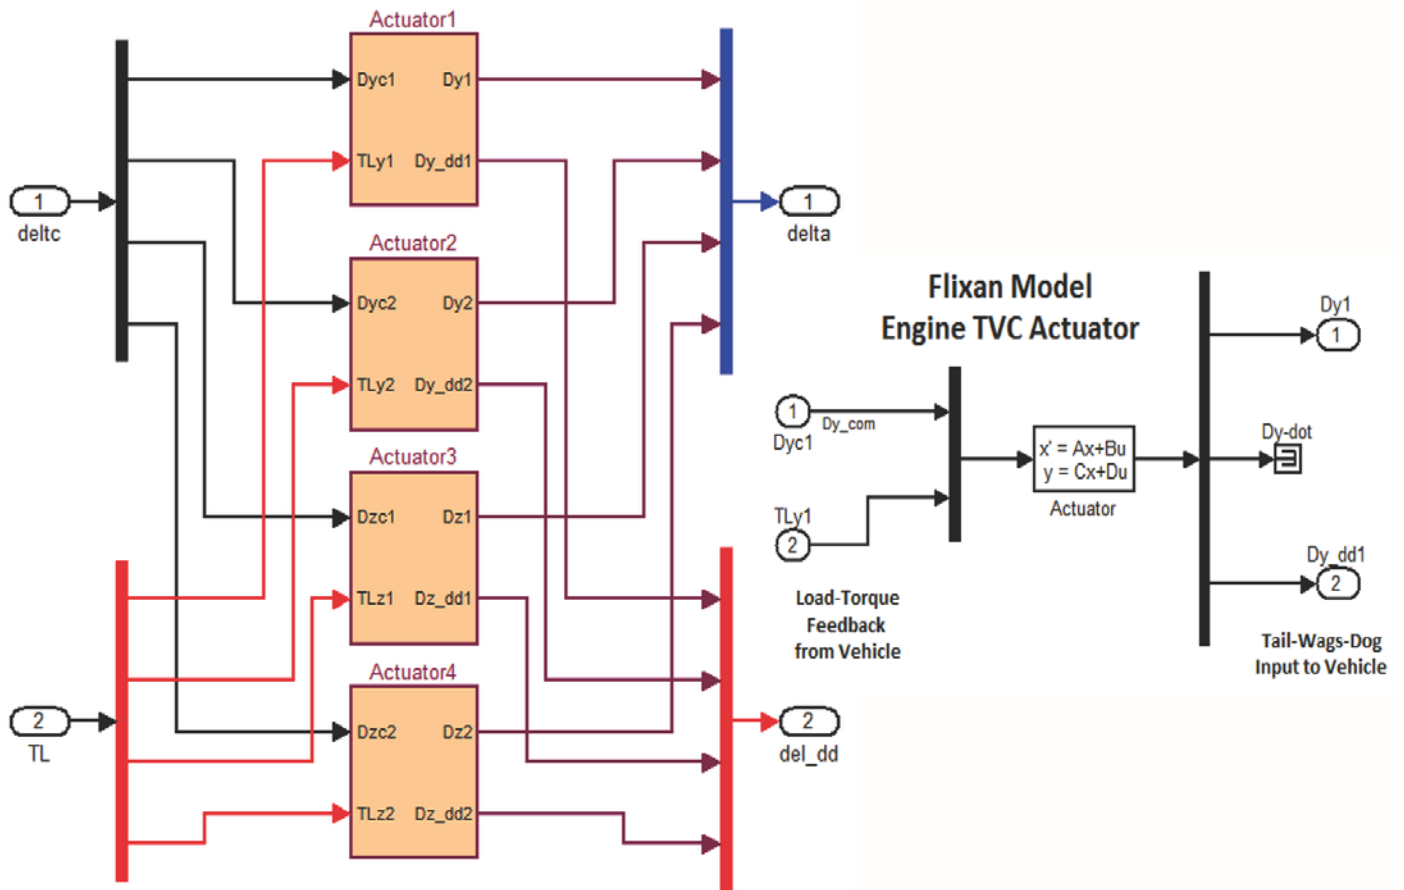 Actuator1
Dyc1 Dy1
TLy1 Dy_dd1
1
deltc
1
delta
Actuator2
Dyc2 Dy2
TLy2 Dy_dd2
Actuator3
Dzc1 Dz1
TLz1 Dz_dd1
Actuator4
Dzc2 Dz2
TLz2 Dz_dd2
2
TL
2
del_dd
Flixan Model
Engine TVC Actuator
1
Dyc1
Dy_com
TLy1
2
Load-Torque
Feedback
from Vehicle
x' = Ax+Bu
y = Cx+Du
Actuator
Dy1
1
Dy-dot
Dy_dd1
2
Tail-Wags-Dog
Input to Vehicle